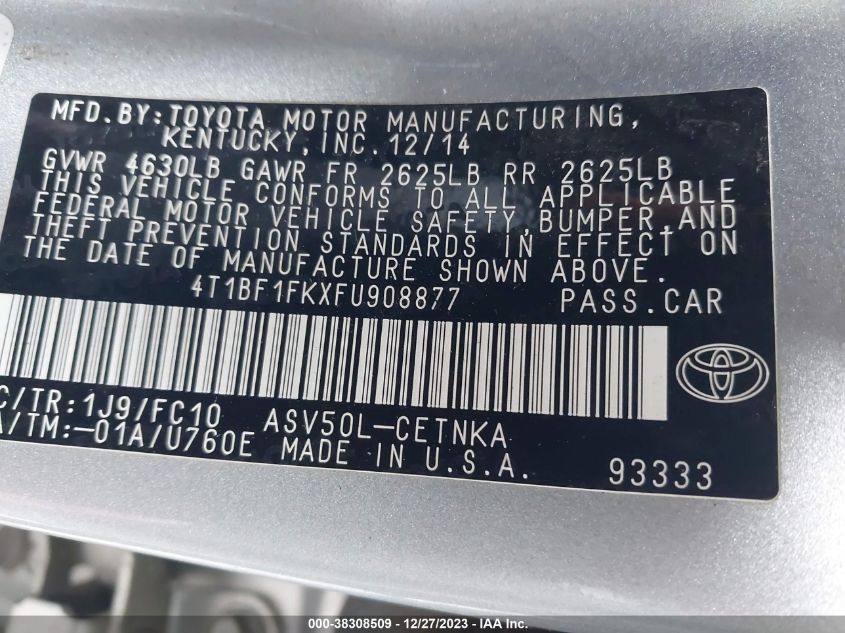 MFD.BY:TOYOTA MOTOR MANUFACTURING,
KENTUCKY,INC.12/14
GVWR 4630LB GAWR FR 2625LB RR 2625LB
THIS VEHICLE CONFORMS TO ALL APPLICABLE
FEDERAL MOTOR VEHICLE SAFETY,BUMPER,AND
THEFT PREVENTION STANDARDS IN EFFECT ON
THE DATE OF MANUFACTURE SHOWN ABOVE.
4T1BF1FKXFU908877 PASS.CAR
C/TR:1J9/FC10 ASV50L-CETNKA
A/TM:-01A/U760E MADE IN U.S.A. 93333
000-38308509 - 12/27/2023 - IAA Inc.